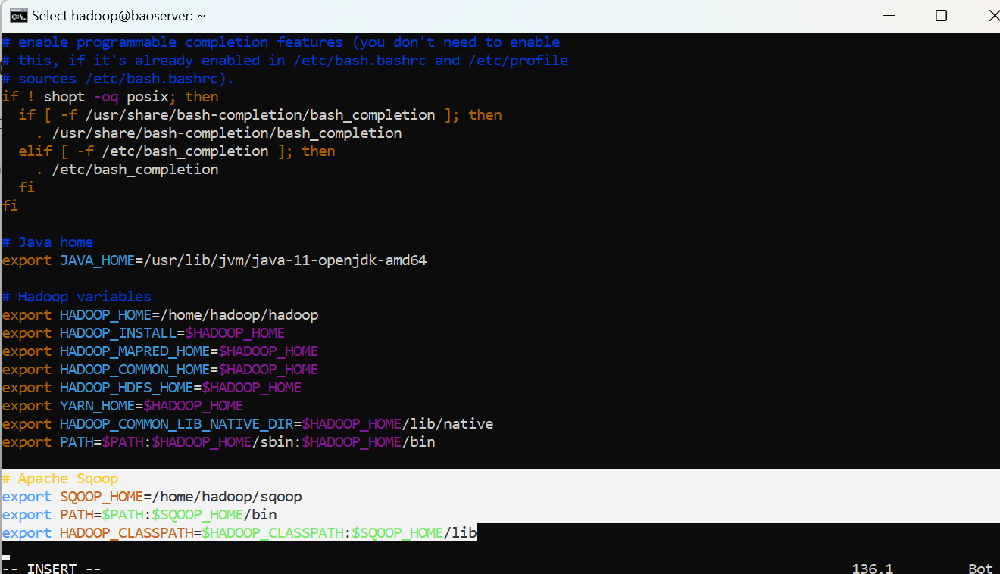 Select hadoop@baoserver: ~
# enable programmable completion features (you don't need to enable
# this, if it's already enabled in /etc/bash.bashrc and /etc/profile
# sources /etc/bash.bashrc).
if ! shopt -oq posix; then
  if [ -f /usr/share/bash-completion/bash_completion ]; then
    . /usr/share/bash-completion/bash_completion
  elif [ -f /etc/bash_completion ]; then
    . /etc/bash_completion
  fi
fi
# Java home
export JAVA_HOME=/usr/lib/jvm/java-11-openjdk-amd64
# Hadoop variables
export HADOOP_HOME=/home/hadoop/hadoop
export HADOOP_INSTALL=$HADOOP_HOME
export HADOOP_MAPRED_HOME=$HADOOP_HOME
export HADOOP_COMMON_HOME=$HADOOP_HOME
export HADOOP_HDFS_HOME=$HADOOP_HOME
export YARN_HOME=$HADOOP_HOME
export HADOOP_COMMON_LIB_NATIVE_DIR=$HADOOP_HOME/lib/native
export PATH=$PATH:$HADOOP_HOME/sbin:$HADOOP_HOME/bin
# Apache Sqoop
export SQOOP_HOME=/home/hadoop/sqoop
export PATH=$PATH:$SQOOP_HOME/bin
export HADOOP_CLASSPATH=$HADOOP_CLASSPATH:$SQOOP_HOME/lib
-- INSERT -- 136,1 Bot